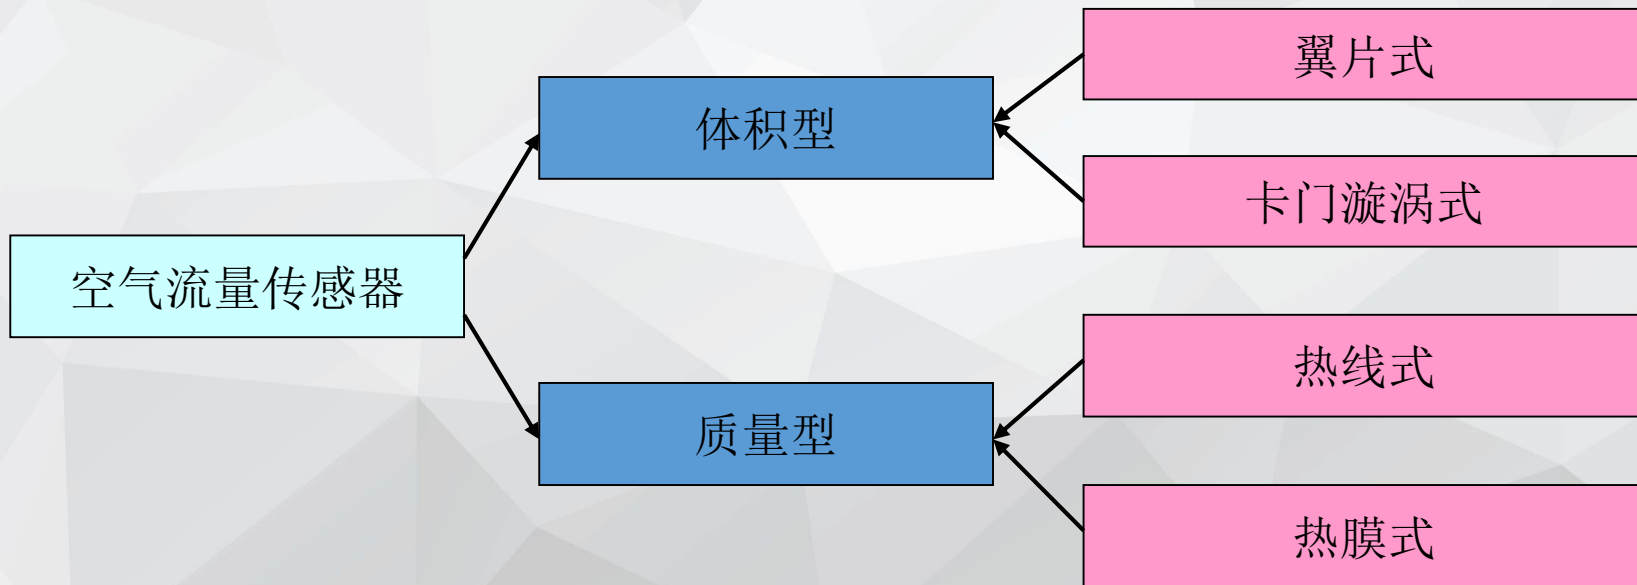 空气流量传感器
体积型
翼片式
卡门漩涡式
质量型
热线式
热膜式